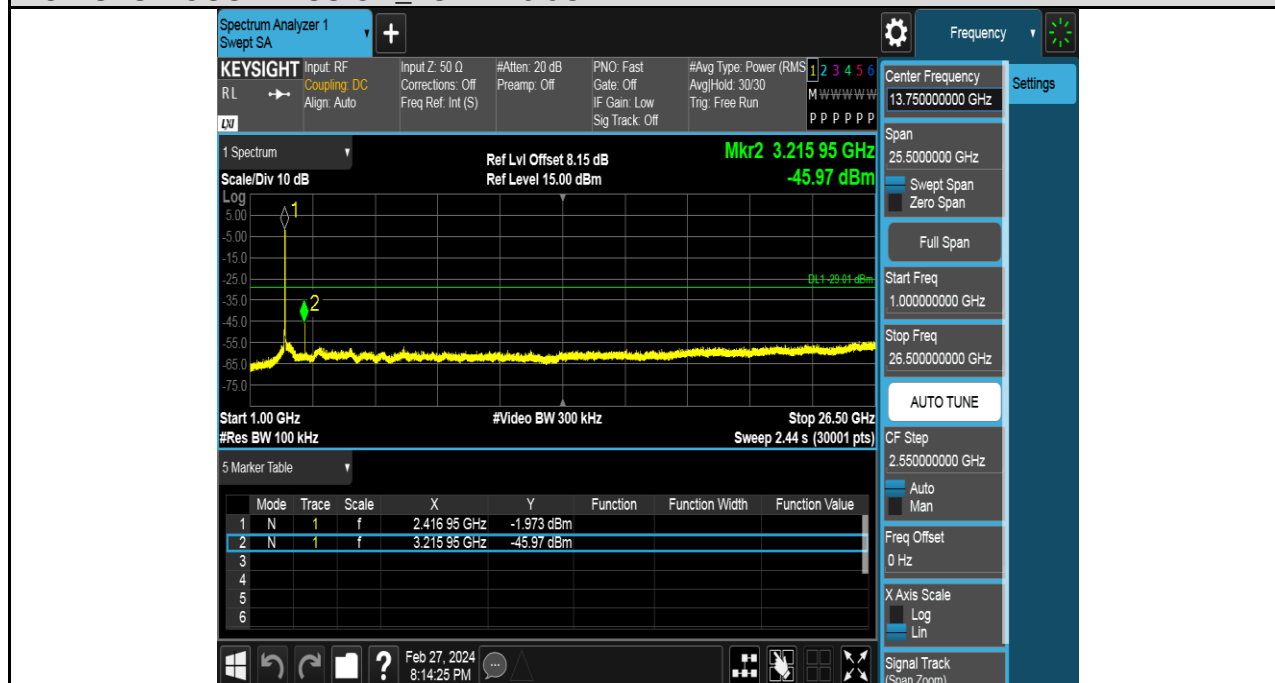 Spectrum Analyzer 1
Swept SA
+
Frequency
KEYSIGHT
RL
LXI
Input: RF
Coupling: DC
Align: Auto
Input Z: 50 Ω
Corrections: Off
Freq Ref: Int (S)
#Atten: 20 dB
Preamp: Off
PNO: Fast
Gate: Off
IF Gain: Low
Sig Track: Off
#Avg Type: Power (RMS
Avg|Hold: 30/30
Trig: Free Run
1 2 3 4 5 6
M W W W W W
P P P P P P
1 Spectrum
Scale/Div 10 dB
Ref Lvl Offset 8.15 dB
Ref Level 15.00 dBm
Mkr2 3.215 95 GHz
-45.97 dBm
Log
5.00
-5.00
-15.0
-25.0
-35.0
-45.0
-55.0
-65.0
-75.0
1
2
DL1 -29.01 dBm
Start 1.00 GHz
#Video BW 300 kHz
Stop 26.50 GHz
#Res BW 100 kHz
Sweep 2.44 s (30001 pts)
5 Marker Table
Mode Trace Scale X Y Function Function Width Function Value
1 N 1 f 2.416 95 GHz -1.973 dBm
2 N 1 f 3.215 95 GHz -45.97 dBm
3
4
5
6
Feb 27, 2024
8:14:25 PM
Center Frequency
13.750000000 GHz
Settings
Span
25.5000000 GHz
Swept Span
Zero Span
Full Span
Start Freq
1.000000000 GHz
Stop Freq
26.500000000 GHz
AUTO TUNE
CF Step
2.550000000 GHz
Auto
Man
Freq Offset
0 Hz
X Axis Scale
Log
Lin
Signal Track
(Span Zoom)